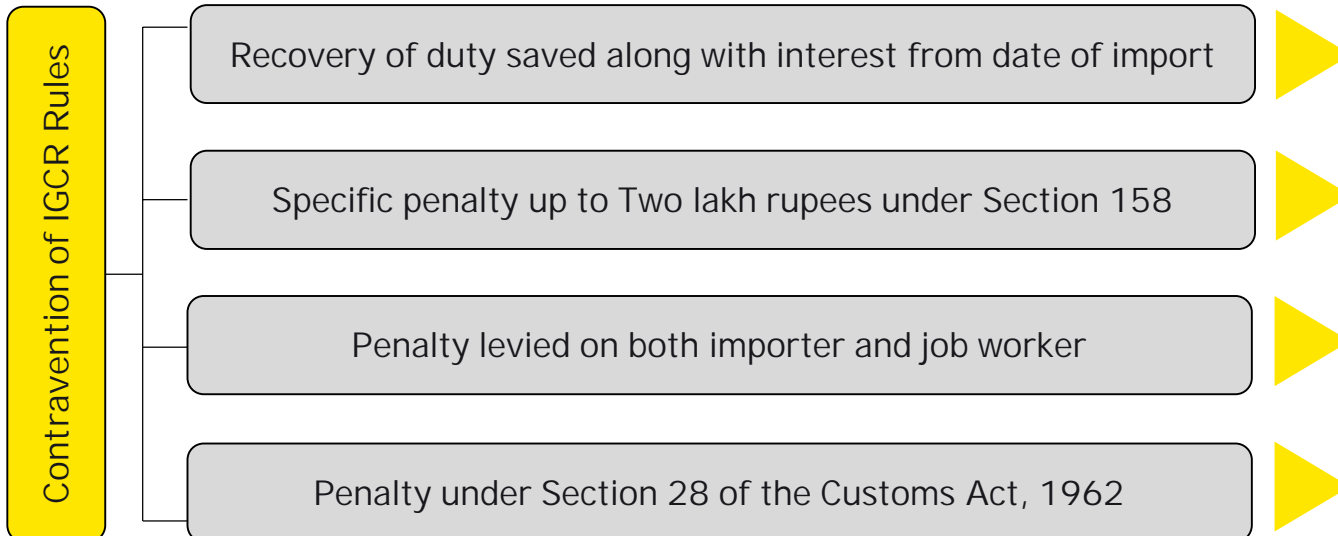 Contravention of IGCR Rules
Recovery of duty saved along with interest from date of import
Specific penalty up to Two lakh rupees under Section 158
Penalty levied on both importer and job worker
Penalty under Section 28 of the Customs Act, 1962